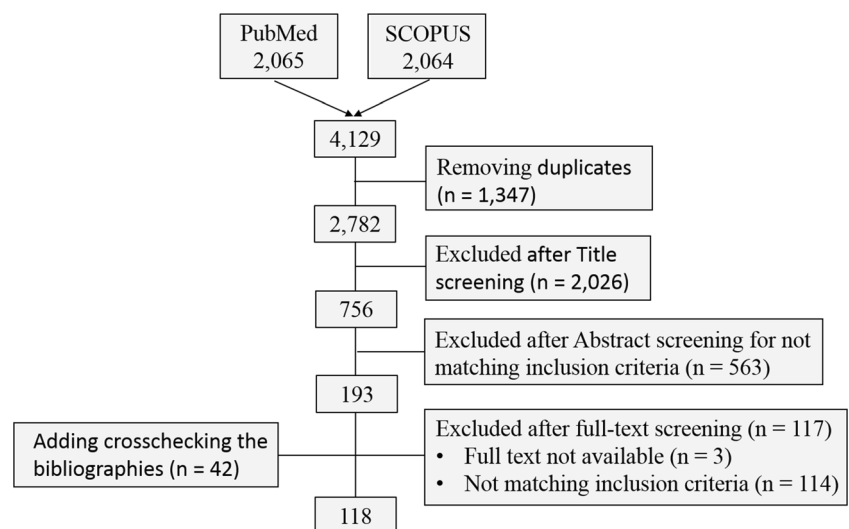 PubMed
2,065
SCOPUS
2,064
4,129
Removing duplicates
(n = 1,347)
2,782
Excluded after Title
screening (n = 2,026)
756
Excluded after Abstract screening for not
matching inclusion criteria (n = 563)
193
Adding crosschecking the
bibliographies (n = 42)
Excluded after full-text screening (n = 117)
• Full text not available (n = 3)
• Not matching inclusion criteria (n = 114)
118